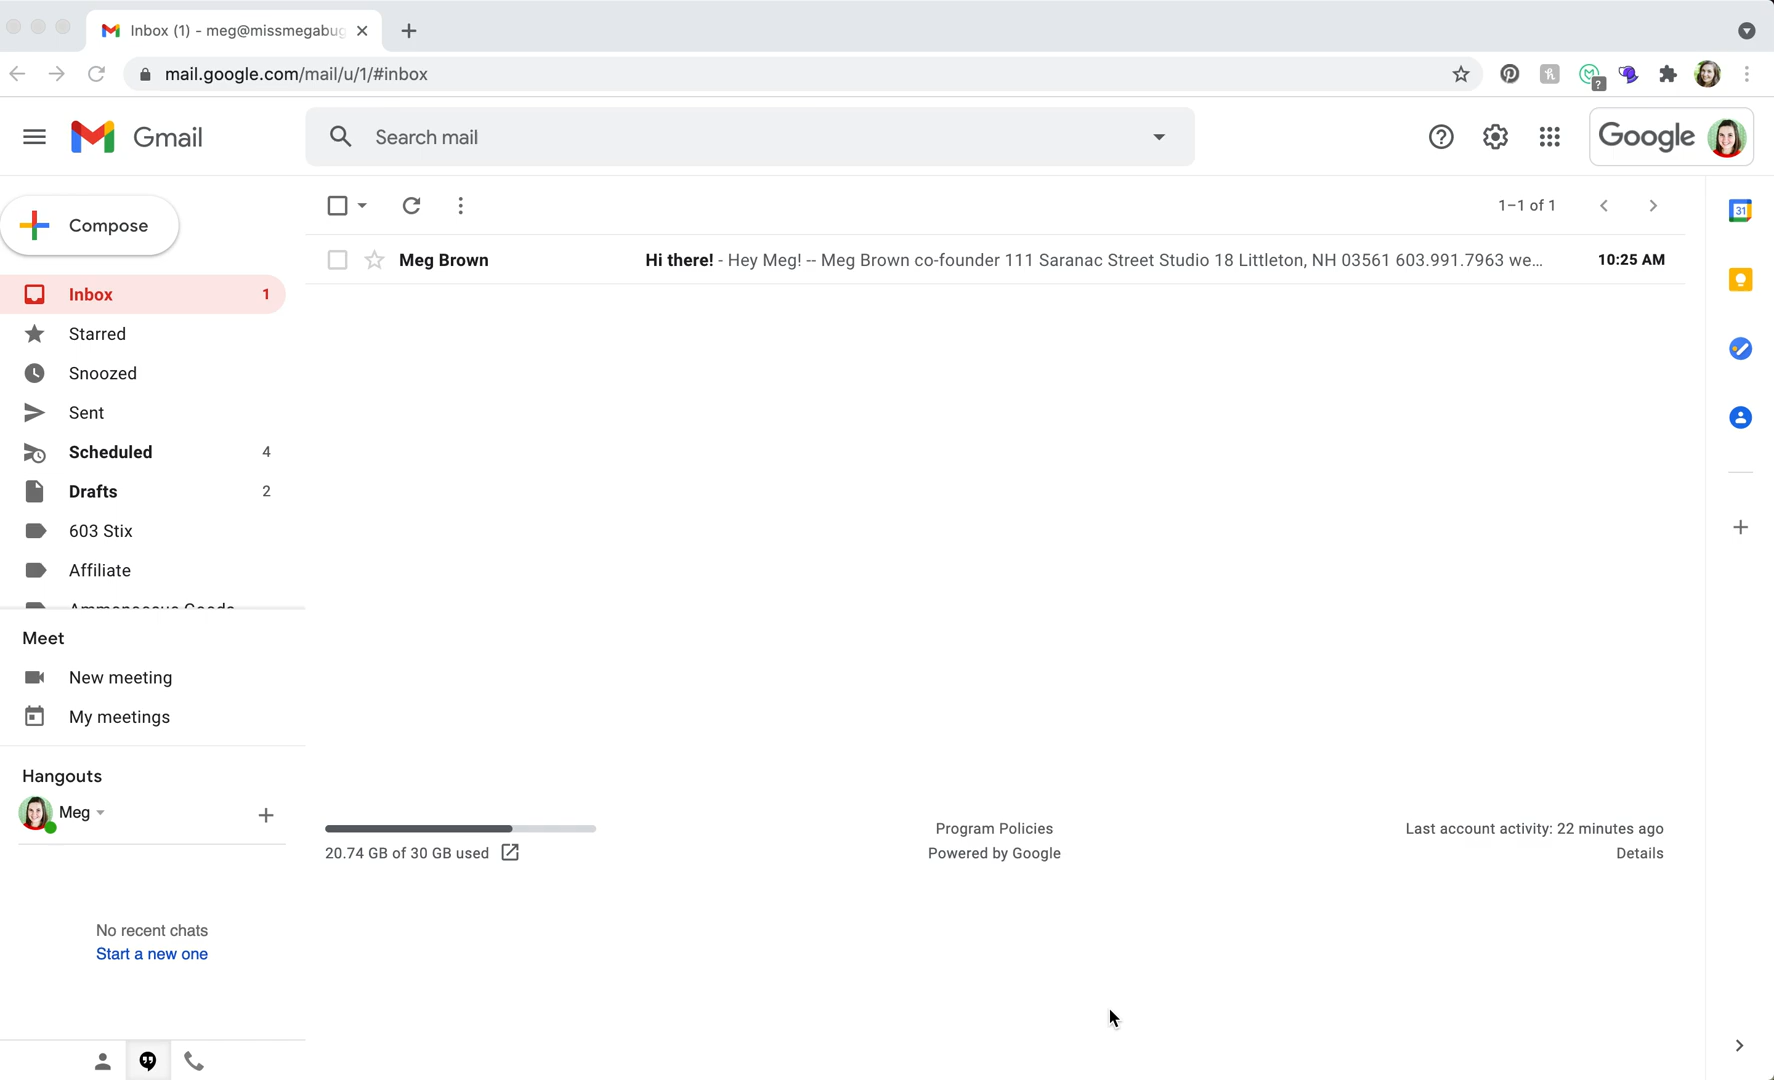 Inbox (1) - meg@missmegabug
mail.google.com/mail/u/1/#inbox
Gmail
Search mail
Google
Compose
1–1 of 1
31
Meg Brown Hi there! - Hey Meg! -- Meg Brown co-founder 111 Saranac Street Studio 18 Littleton, NH 03561 603.991.7963 we... 10:25 AM
Inbox 1
Starred
Snoozed
Sent
Scheduled 4
Drafts 2
603 Stix
Affiliate
Meet
New meeting
My meetings
Hangouts
Meg
20.74 GB of 30 GB used
Program Policies
Powered by Google
Last account activity: 22 minutes ago
Details
No recent chats
Start a new one